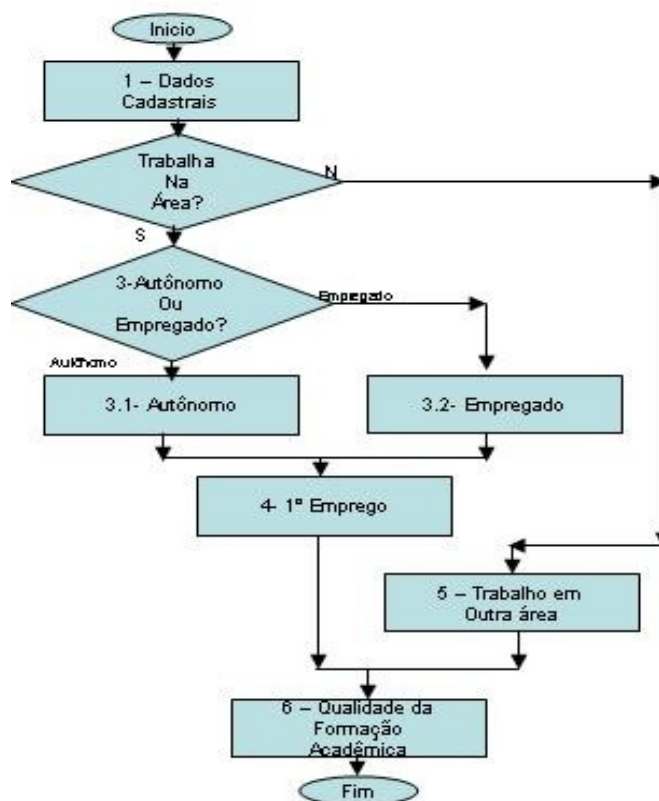 Inicio
1 – Dados
Cadastrais
Trabalha
Na
Área?
N
S
3-Autônomo
Ou
Empregado?
Empregado
Autônomo
3.1- Autônomo
3.2- Empregado
4- 1º Emprego
5 – Trabalho em
Outra área
6 – Qualidade da
Formação
Acadêmica
Fim